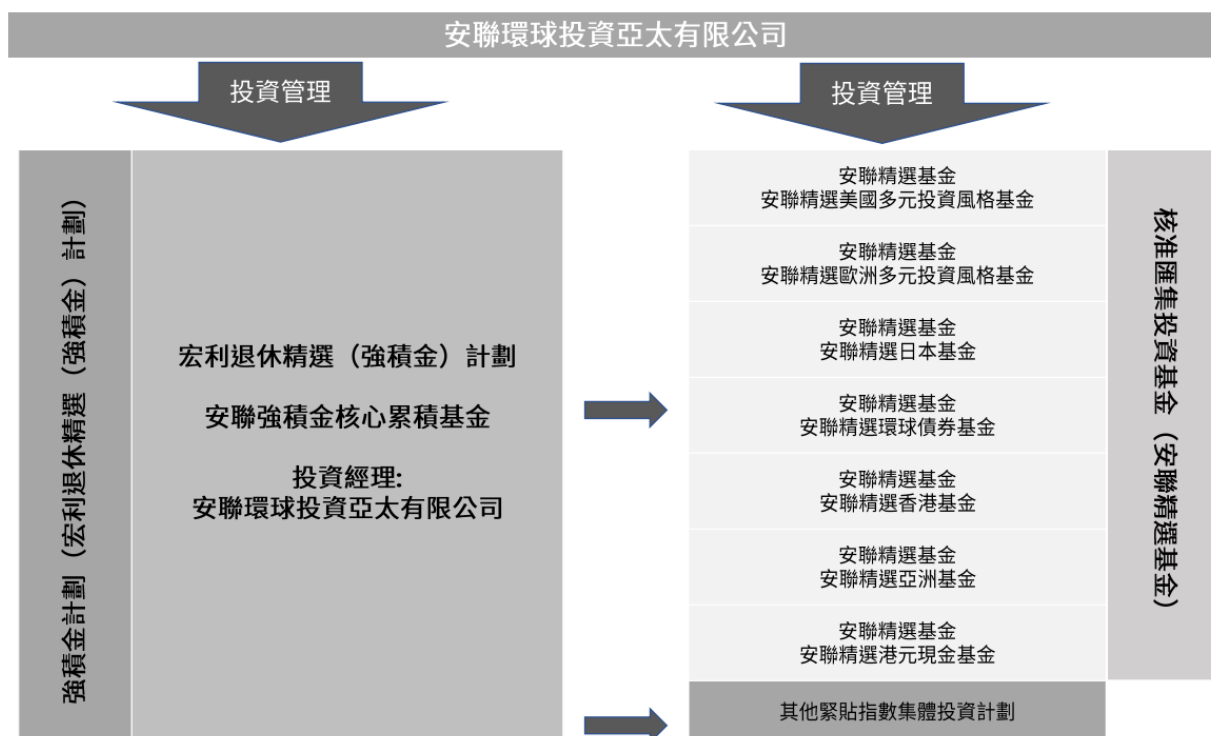 安聯環球投資亞太有限公司
投資管理
投資管理
強積金計劃（宏利退休精選（強積金）計劃）
宏利退休精選（強積金）計劃
安聯強積金核心累積基金
投資經理:
安聯環球投資亞太有限公司
安聯精選基金
安聯精選美國多元投資風格基金
安聯精選基金
安聯精選歐洲多元投資風格基金
安聯精選基金
安聯精選日本基金
安聯精選基金
安聯精選環球債券基金
安聯精選基金
安聯精選香港基金
安聯精選基金
安聯精選亞洲基金
安聯精選基金
安聯精選港元現金基金
其他緊貼指數集體投資計劃
核准匯集投資基金（安聯精選基金）